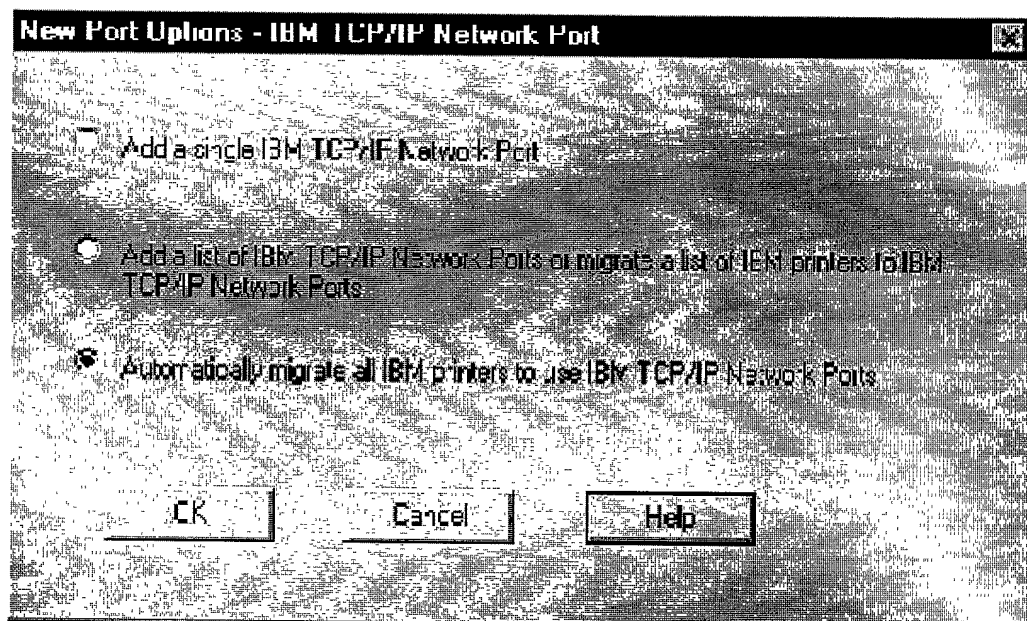 New Port Options - IBM TCP/IP Network Port
Add a single IBM TCP/IP Network Port
Add a list of IBM TCP/IP Network Ports or migrate a list of IBM printers to IBM
TCP/IP Network Ports
Automatically migrate all IBM printers to use IBM TCP/IP Network Ports
OK
Cancel
Help